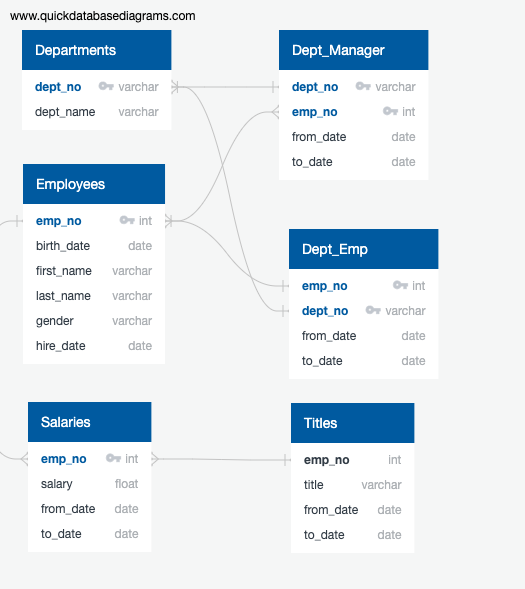 www.quickdatabasediagrams.com
Departments
dept_no varchar
dept_name varchar
Dept_Manager
dept_no varchar
emp_no int
from_date date
to_date date
Employees
emp_no int
birth_date date
first_name varchar
last_name varchar
gender varchar
hire_date date
Dept_Emp
emp_no int
dept_no varchar
from_date date
to_date date
Salaries
emp_no int
salary float
from_date date
to_date date
Titles
emp_no int
title varchar
from_date date
to_date date